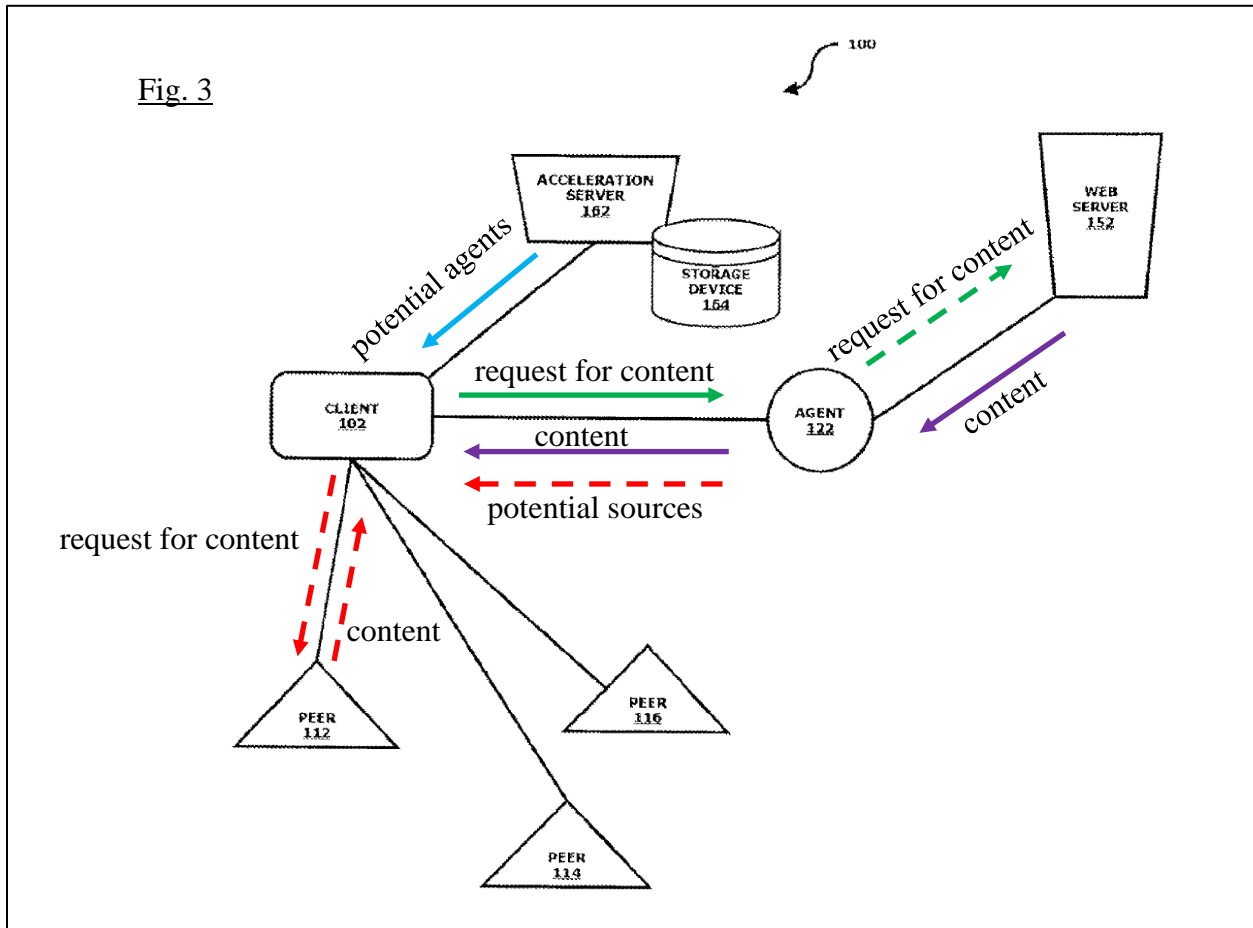 100
Fig. 3
ACCELERATION
SERVER
162
WEB
SERVER
152
STORAGE
DEVICE
164
potential agents
request for content
content
request for content
CLIENT
102
AGENT
122
content
potential sources
request for content
content
PEER
112
PEER
116
PEER
114